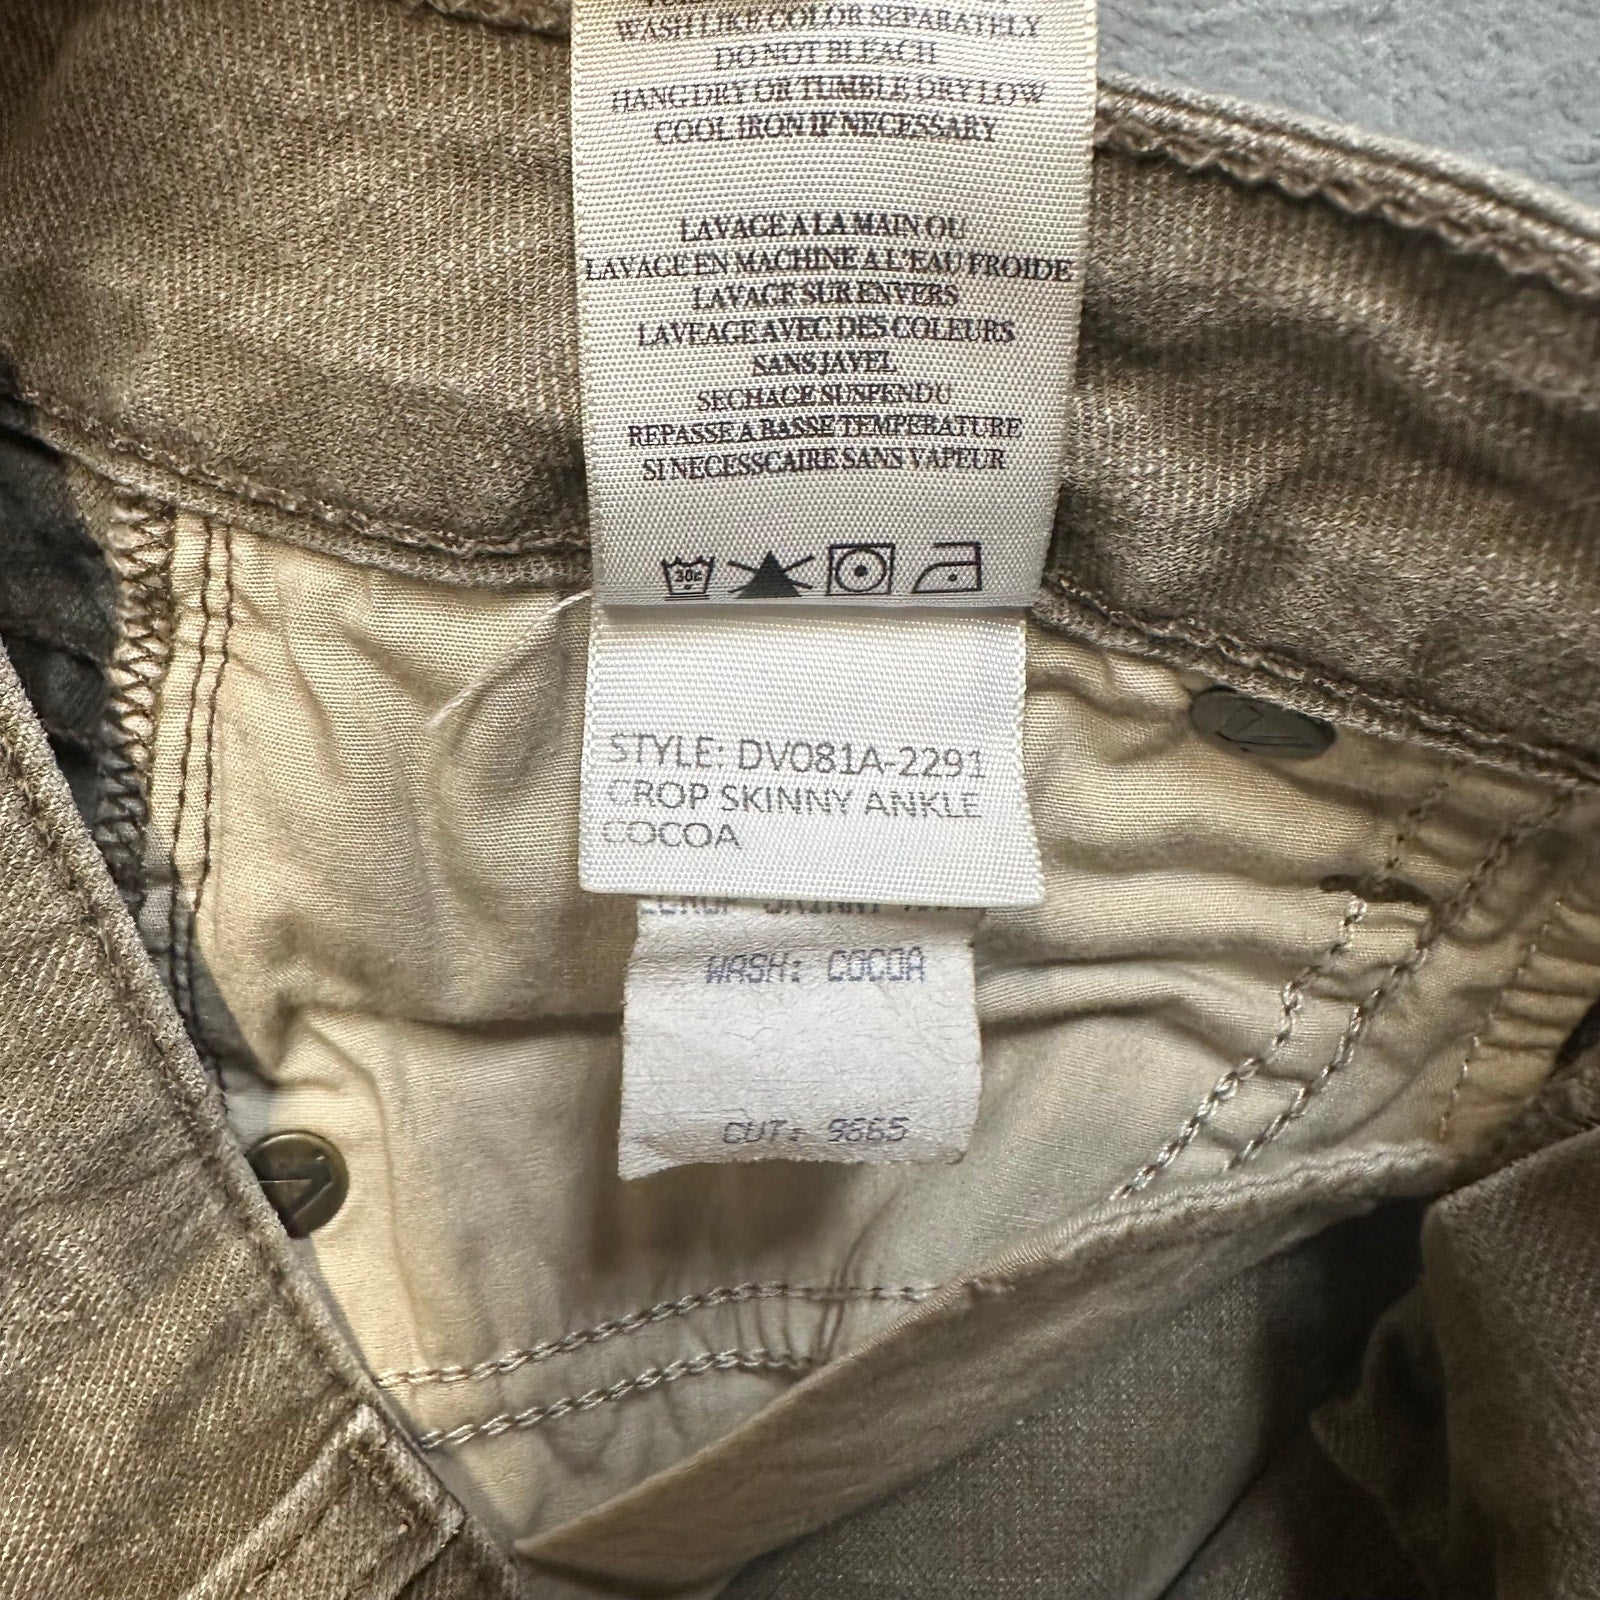 WASH LIKE COLOR SEPARATELY
DO NOT BLEACH
HANG DRY OR TUMBLE DRY LOW
COOL IRON IF NECESSARY
LAVAGE A LA MAIN OU
LAVAGE EN MACHINE A L'EAU FROIDE
LAVAGE SUR ENVERS
LAVEAGE AVEC DES COLEURS
SANS JAVEL
SECHAGE SUSPENDU
REPASSE A BASSE TEMPERATURE
SI NECESSCAIRE SANS VAPEUR
30c
STYLE: DV081A-2291
CROP SKINNY ANKLE
COCOA
WASH: COCOA
CUT: 9665